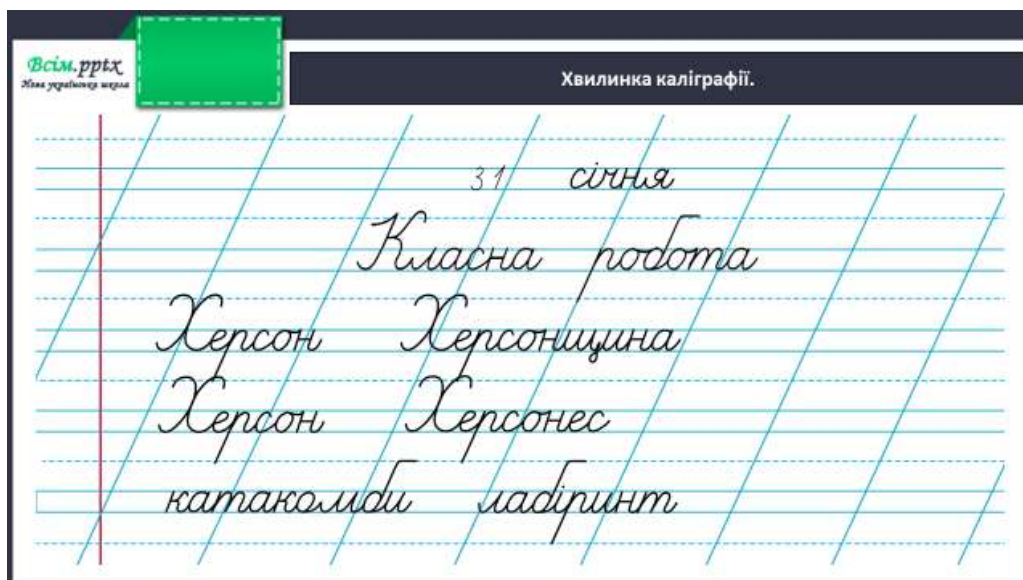 Всім.pptx
Нова українська школа
Хвилинка каліграфії.
31 січня
Класна робота
Херсон Херсонщина
Херсон Херсонес
катакомби лабіринт